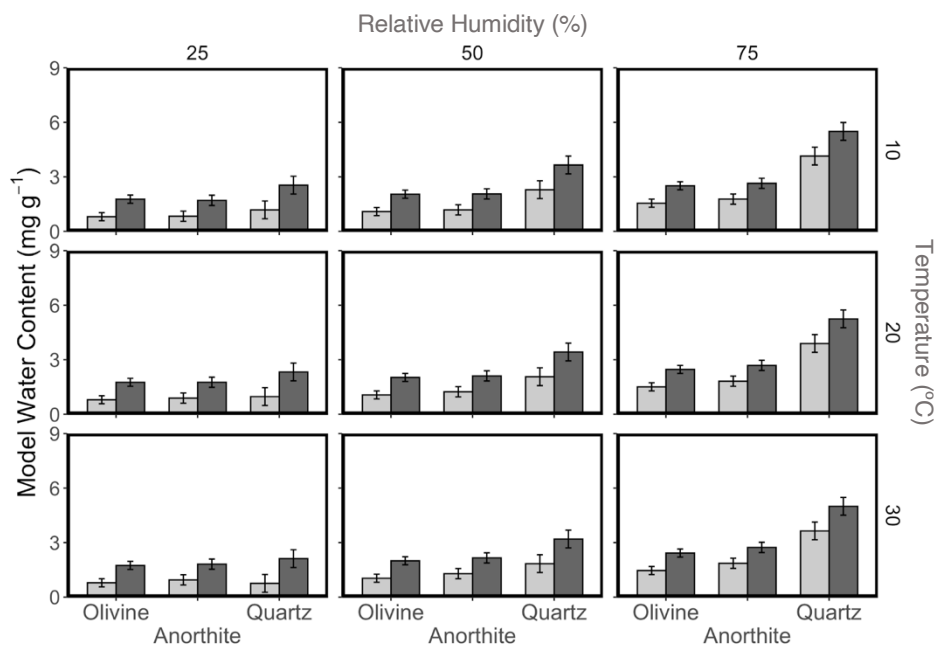 Relative Humidity (%)
25 50 75
Model Water Content (mg g⁻¹)
9
6
3
0
10
9
6
3
0
20
Temperature (ºC)
9
6
3
0
30
Olivine Quartz Olivine Quartz Olivine Quartz
Anorthite Anorthite Anorthite